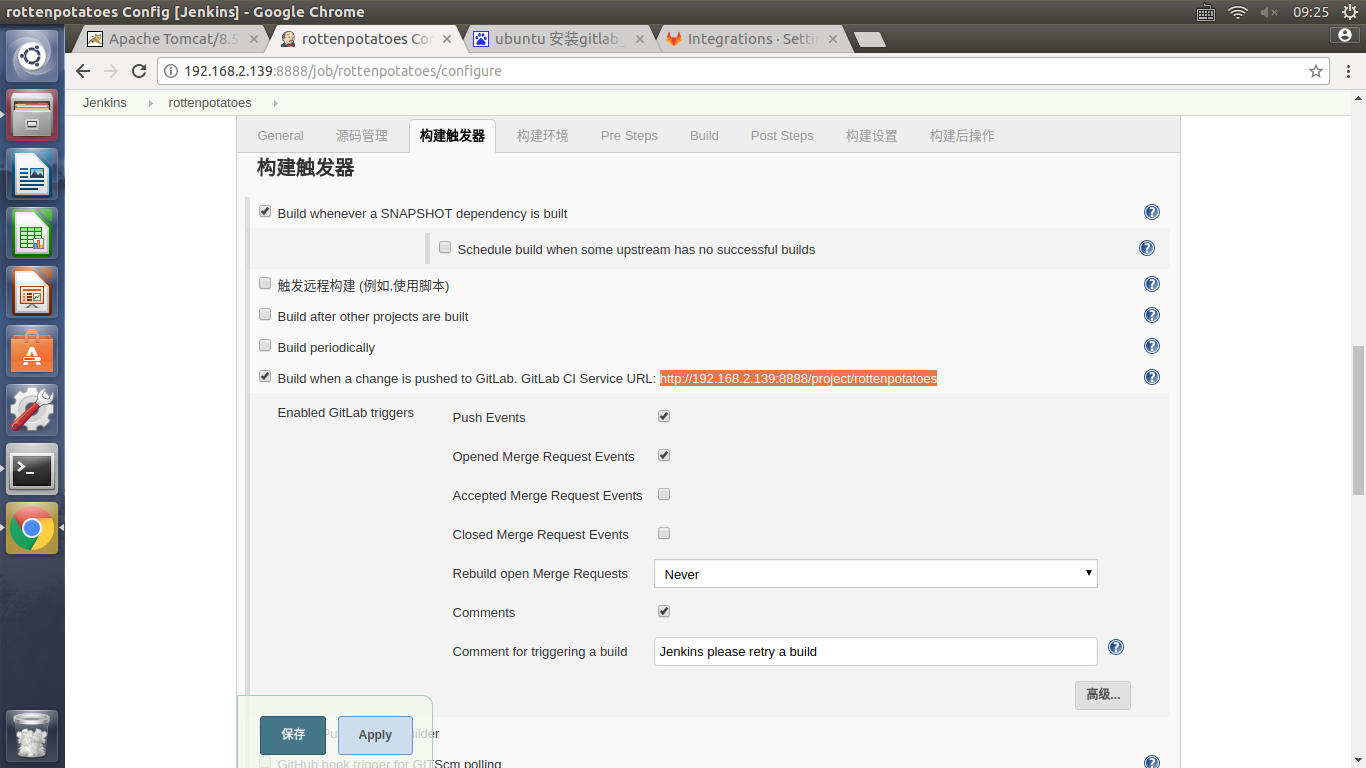 rottenpotatoes Config [Jenkins] - Google Chrome
09:25
Apache Tomcat/8.5
rottenpotatoes Con
ubuntu 安装gitlab_
Integrations · Settin
192.168.2.139:8888/job/rottenpotatoes/configure
Jenkins
rottenpotatoes
General
源码管理
构建触发器
构建环境
Pre Steps
Build
Post Steps
构建设置
构建后操作
构建触发器
Build whenever a SNAPSHOT dependency is built
Schedule build when some upstream has no successful builds
触发远程构建 (例如,使用脚本)
Build after other projects are built
Build periodically
Build when a change is pushed to GitLab. GitLab CI Service URL: http://192.168.2.139:8888/project/rottenpotatoes
Enabled GitLab triggers
Push Events
Opened Merge Request Events
Accepted Merge Request Events
Closed Merge Request Events
Rebuild open Merge Requests
Never
Comments
Comment for triggering a build
Jenkins please retry a build
高级...
保存
Apply
GitHub hook trigger for GITScm polling